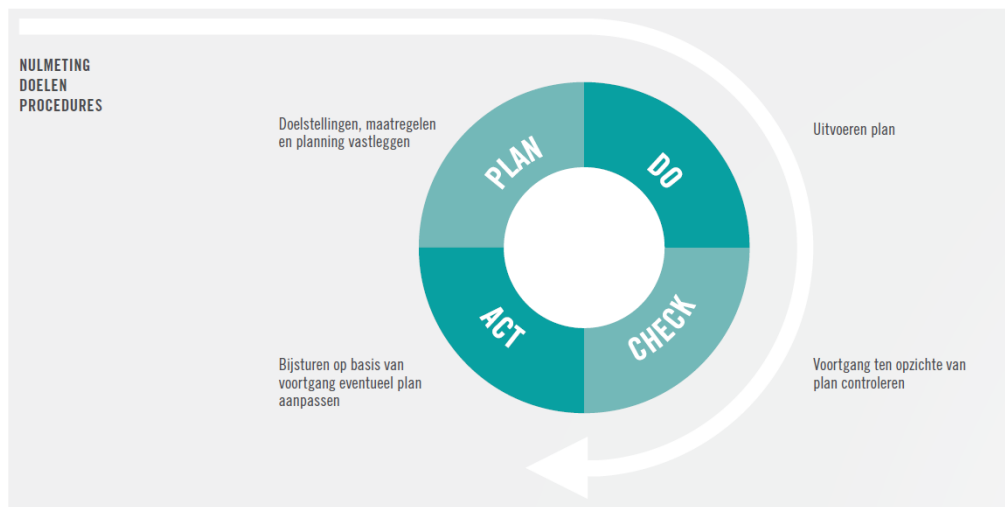 NULMETING
DOELEN
PROCEDURES
Doelstellingen, maatregelen
en planning vastleggen
PLAN
DO
Uitvoeren plan
ACT
CHECK
Bijsturen op basis van
voortgang eventueel plan
aanpassen
Voortgang ten opzichte van
plan controleren